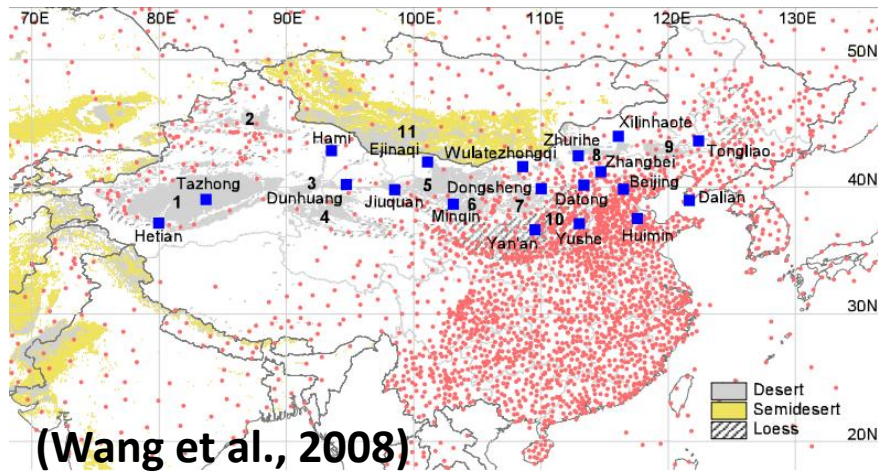 70E 80E 90E 100E 110E 120E 130E
50N
2
11
Hami
Ejinaqi
Wulatezhongqi
Zhurihe
Xilinhaote
8
9
Zhangbei
Tongliao
Tazhong
1
Dunhuang
3
4
Jiuquan
5
Minqin
6
Dongsheng
7
Datong
Beijing
Dalian
40N
Hetian
10
Yan'an
Yushe
Huimin
30N
Desert
Semidesert
Loess
20N
(Wang et al., 2008)